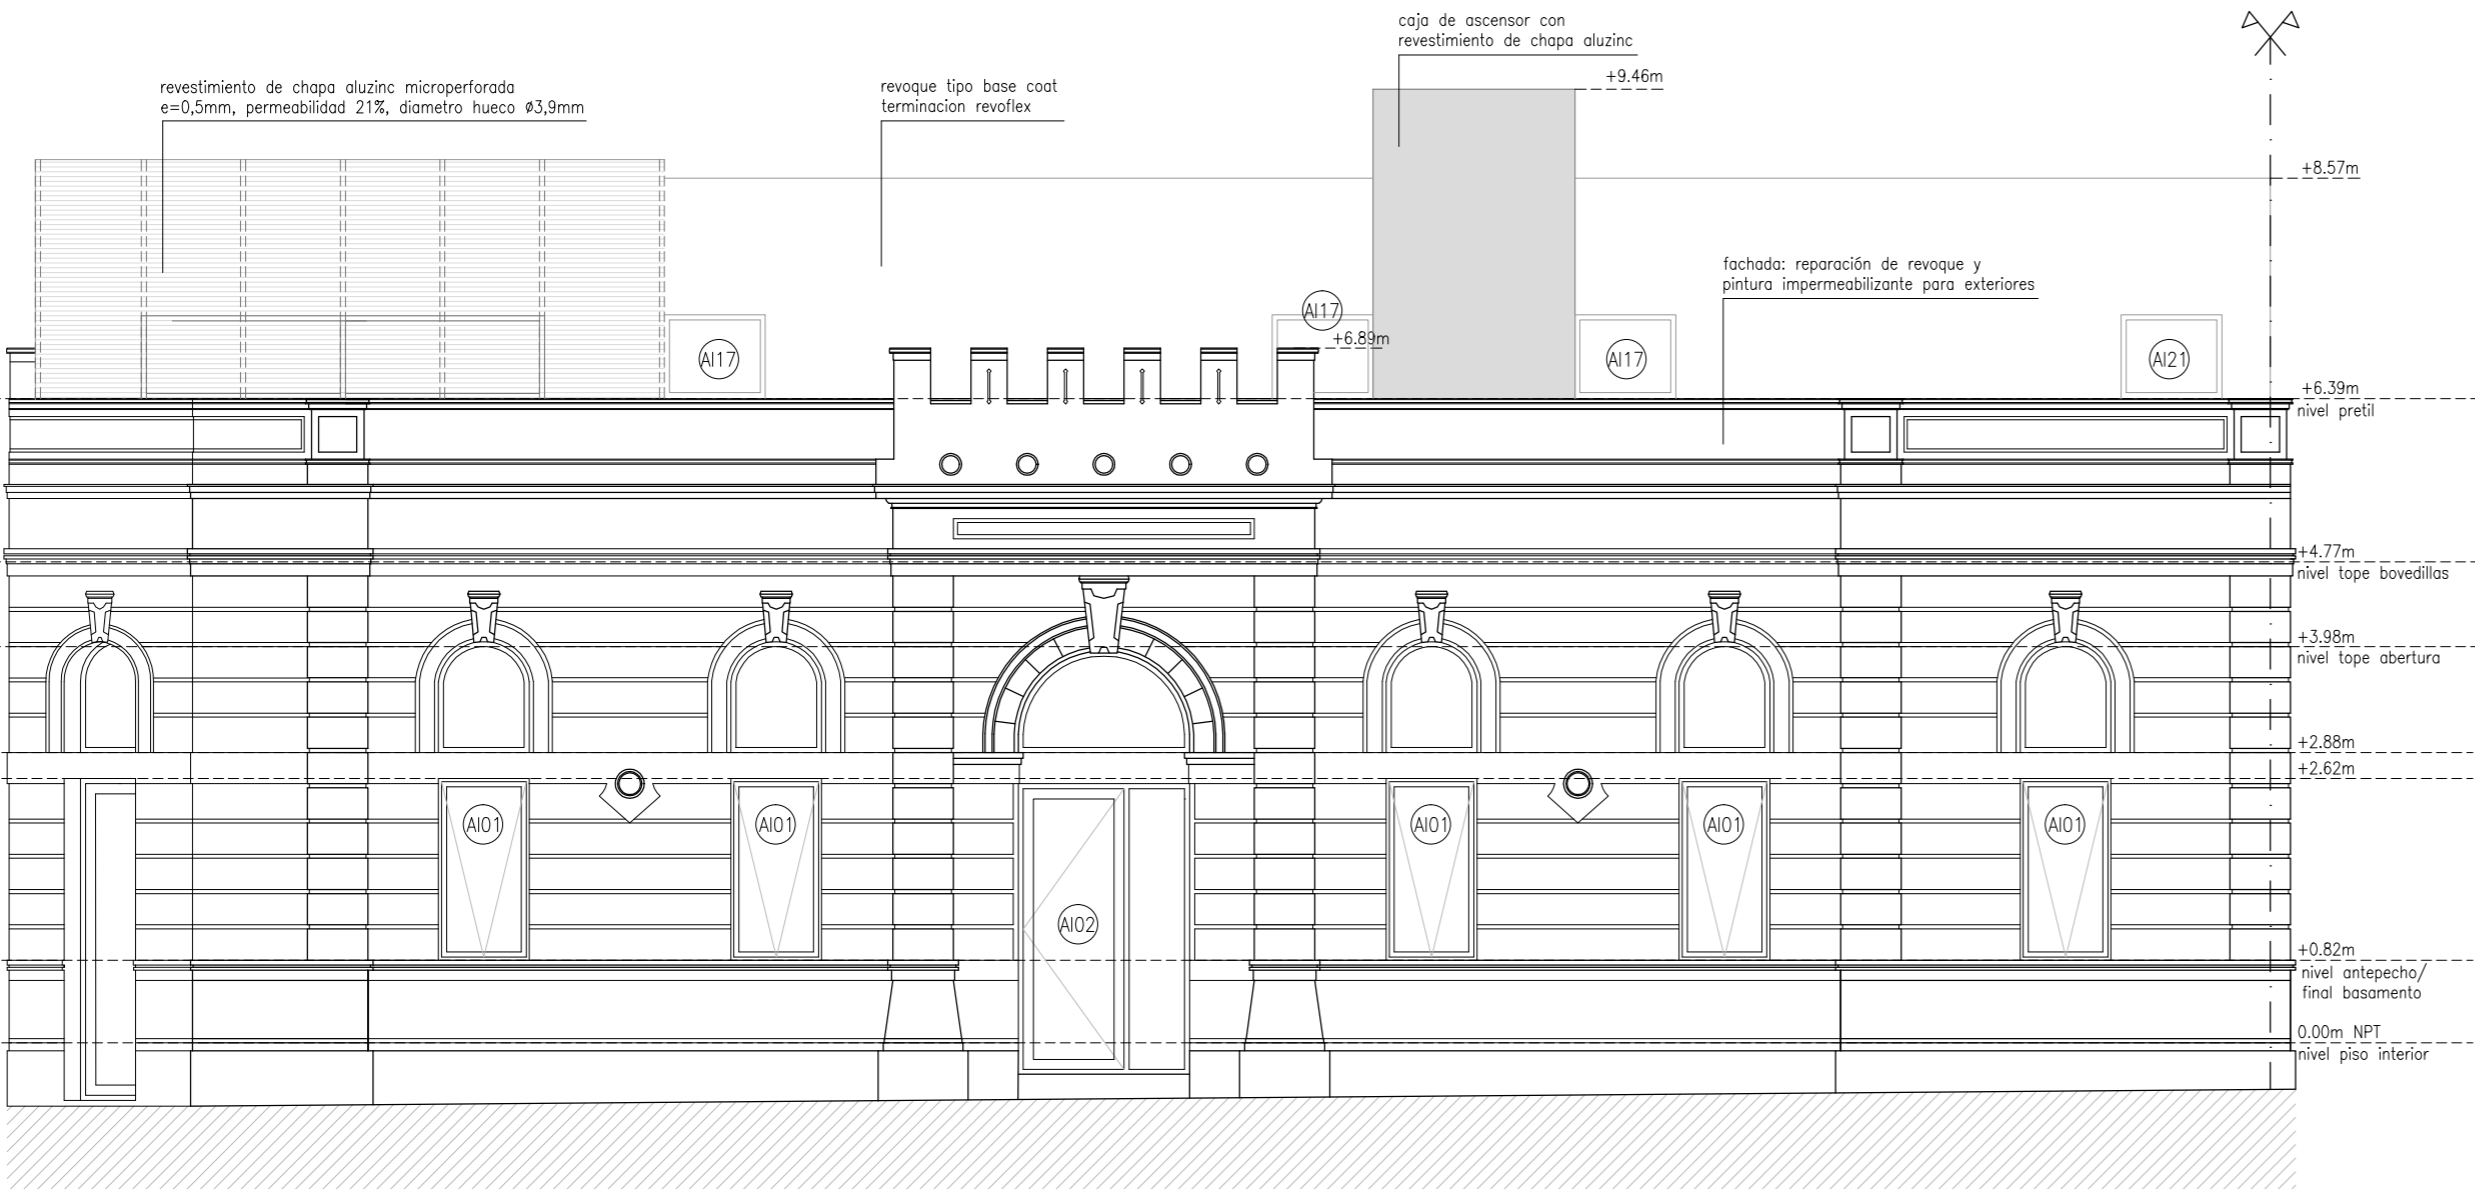 caja de ascensor con
revestimiento de chapa aluzinc
+9.46m
revestimiento de chapa aluzinc microperforada
e=0,5mm, permeabilidad 21%, diametro hueco ø3,9mm
revoque tipo base coat
terminacion revoflex
+8.57m
fachada: reparación de revoque y
pintura impermeabilizante para exteriores
AI17
+6.89m
AI17
AI17
AI21
+6.39m
nivel pretil
+4.77m
nivel tope bovedillas
+3.98m
nivel tope abertura
+2.88m
+2.62m
AI01
AI01
AI01
AI01
AI01
AI02
+0.82m
nivel antepecho/
final basamento
0.00m NPT
nivel piso interior